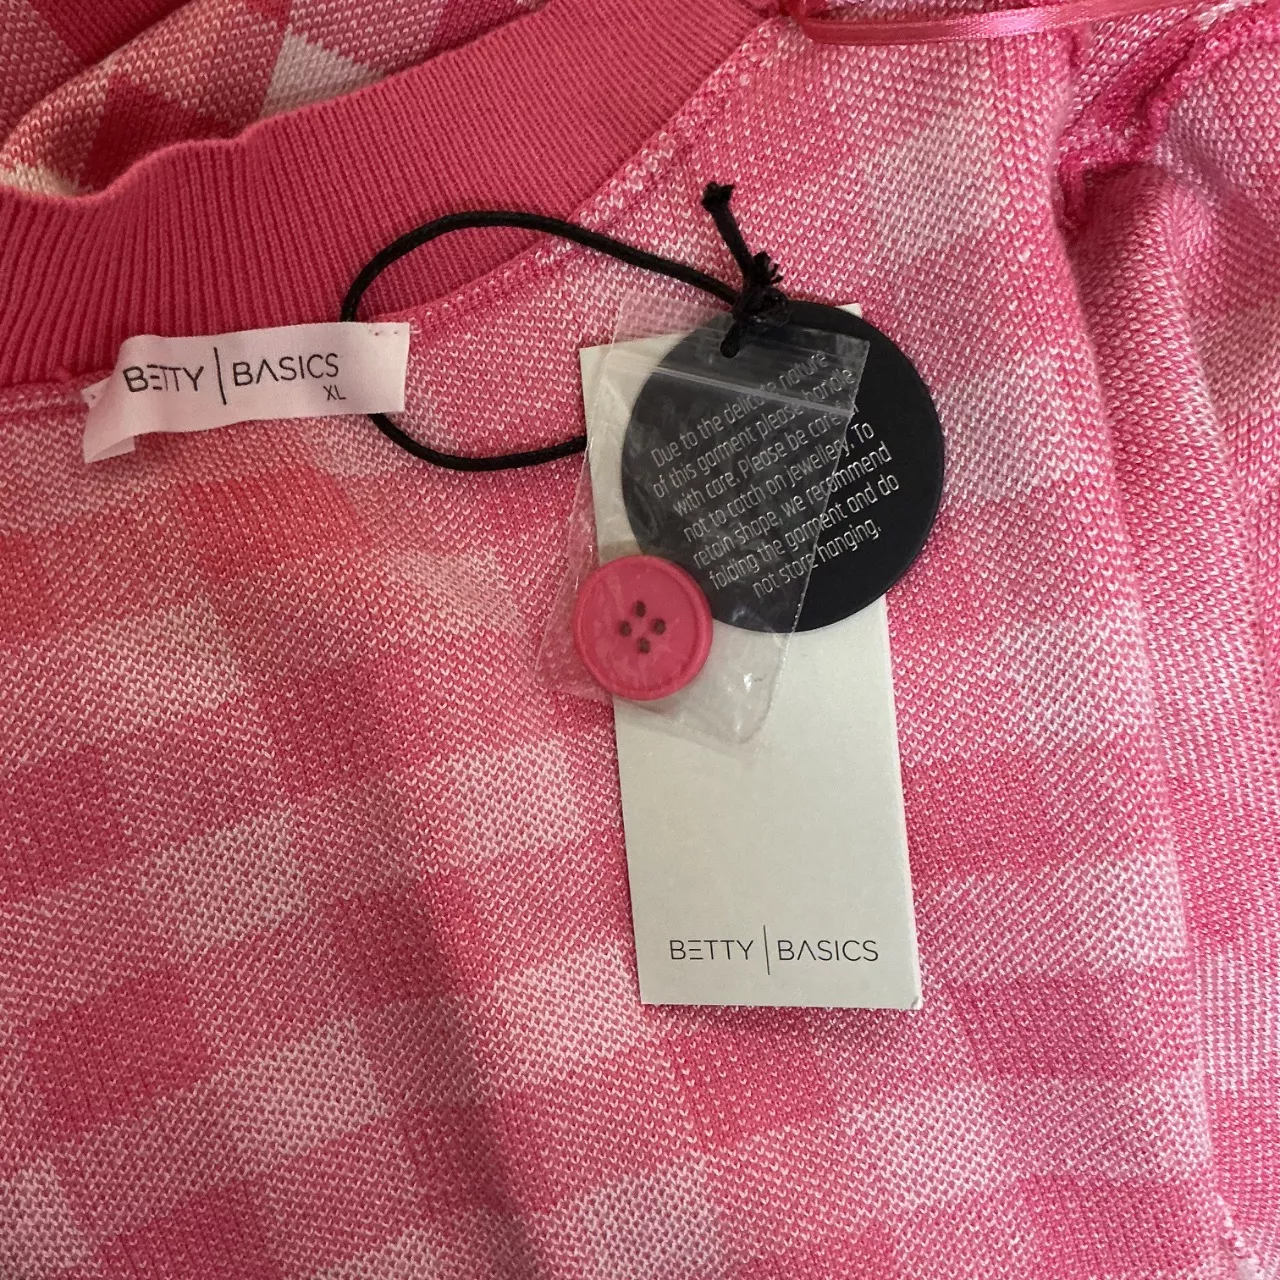 BETTY | BASICS
XL
Due to the delicate nature
of this garment please handle
with care. Please be careful
not to catch on jewellery. To
retain shape, we recommend
folding the garment and do
not store hanging.
BETTY | BASICS